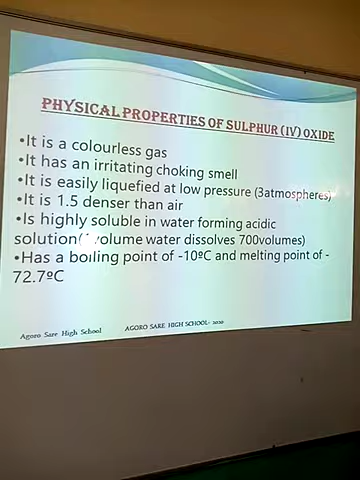 PHYSICAL PROPERTIES OF SULPHUR (IV) OXIDE
•It is a colourless gas
•It has an irritating choking smell
•It is easily liquefied at low pressure (3atmospheres)
•It is 1.5 denser than air
•Is highly soluble in water forming acidic
solution( volume water dissolves 700volumes)
•Has a boiling point of -10ºC and melting point of -
72.7ºC
Agoro Sare High School AGORO SARE HIGH SCHOOL- 2020